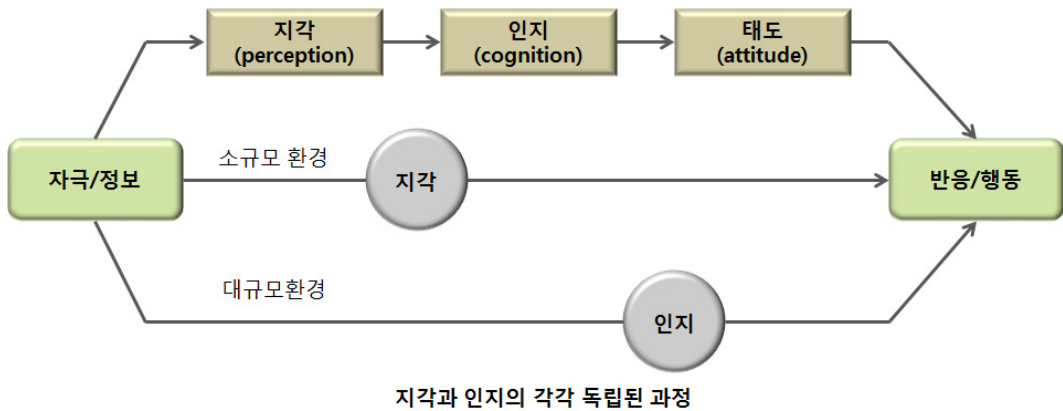 지각
(perception)
인지
(cognition)
태도
(attitude)
소규모 환경
자극/정보
지각
반응/행동
대규모환경
인지
지각과 인지의 각각 독립된 과정